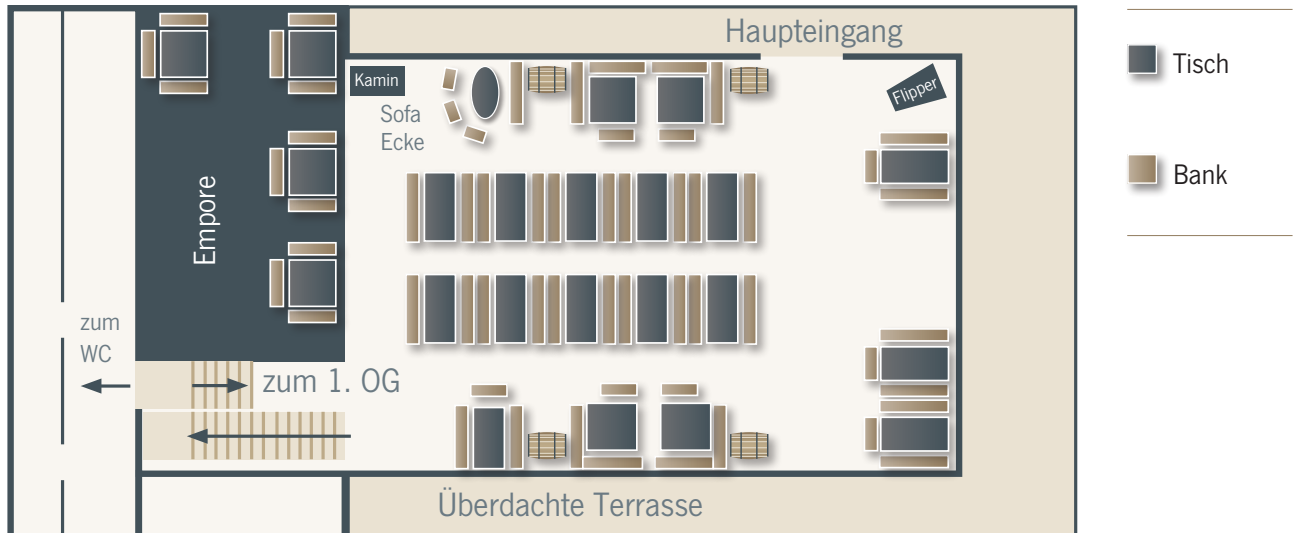 Haupteingang
Tisch
Kamin
Flipper
Sofa
Ecke
Bank
Empore
zum
WC
zum 1. OG
Überdachte Terrasse